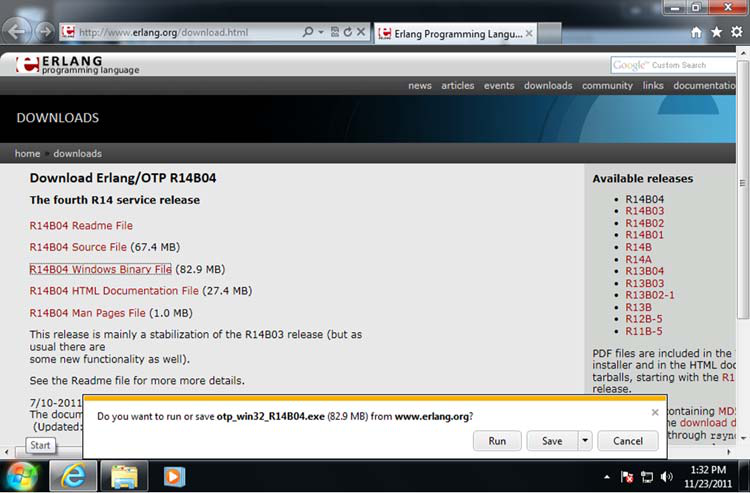 http://www.erlang.org/download.html
Erlang Programming Langu...
ERLANG
programming language
Google™ Custom Search
news articles events downloads community links documentatio
DOWNLOADS
home » downloads
Download Erlang/OTP R14B04
The fourth R14 service release
R14B04 Readme File
R14B04 Source File (67.4 MB)
R14B04 Windows Binary File (82.9 MB)
R14B04 HTML Documentation File (27.4 MB)
R14B04 Man Pages File (1.0 MB)
This release is mainly a stabilization of the R14B03 release (but as
usual there are
some new functionality as well).
See the Readme file for more more details.
7/10-2011
The docum
(Updated:
Available releases
R14B04
R14B03
R14B02
R14B01
R14B
R14A
R13B04
R13B03
R13B02-1
R13B
R12B-5
R11B-5
PDF files are included in the
installer and in the HTML doc
tarballs, starting with the R1
release.
containing MD5
e download d
through rsync
Do you want to run or save otp_win32_R14B04.exe (82.9 MB) from www.erlang.org?
Run
Save
Cancel
Start
1:32 PM
11/23/2011